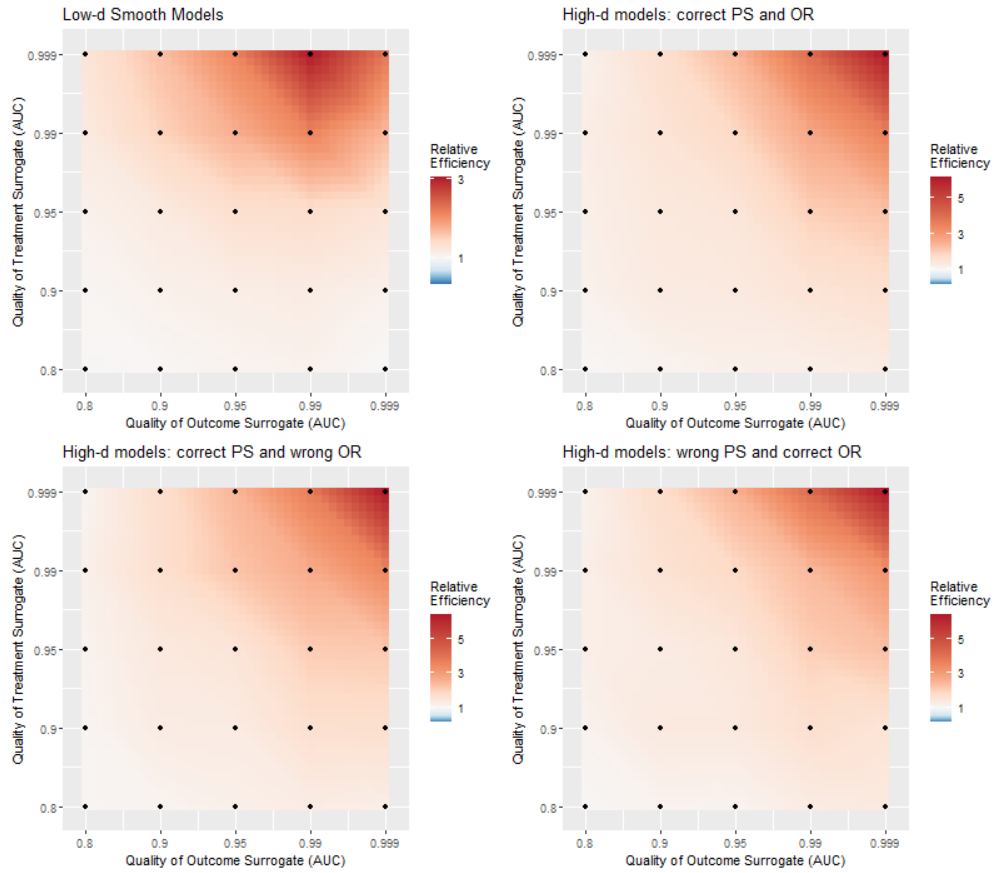 Low-d Smooth Models
Quality of Treatment Surrogate (AUC)
0.999
0.99
0.95
0.9
0.8
0.8 0.9 0.95 0.99 0.999
Quality of Outcome Surrogate (AUC)
Relative
Efficiency
3
1
High-d models: correct PS and OR
Quality of Treatment Surrogate (AUC)
0.999
0.99
0.95
0.9
0.8
0.8 0.9 0.95 0.99 0.999
Quality of Outcome Surrogate (AUC)
Relative
Efficiency
5
3
1
High-d models: correct PS and wrong OR
Quality of Treatment Surrogate (AUC)
0.999
0.99
0.95
0.9
0.8
0.8 0.9 0.95 0.99 0.999
Quality of Outcome Surrogate (AUC)
Relative
Efficiency
5
3
1
High-d models: wrong PS and correct OR
Quality of Treatment Surrogate (AUC)
0.999
0.99
0.95
0.9
0.8
0.8 0.9 0.95 0.99 0.999
Quality of Outcome Surrogate (AUC)
Relative
Efficiency
5
3
1